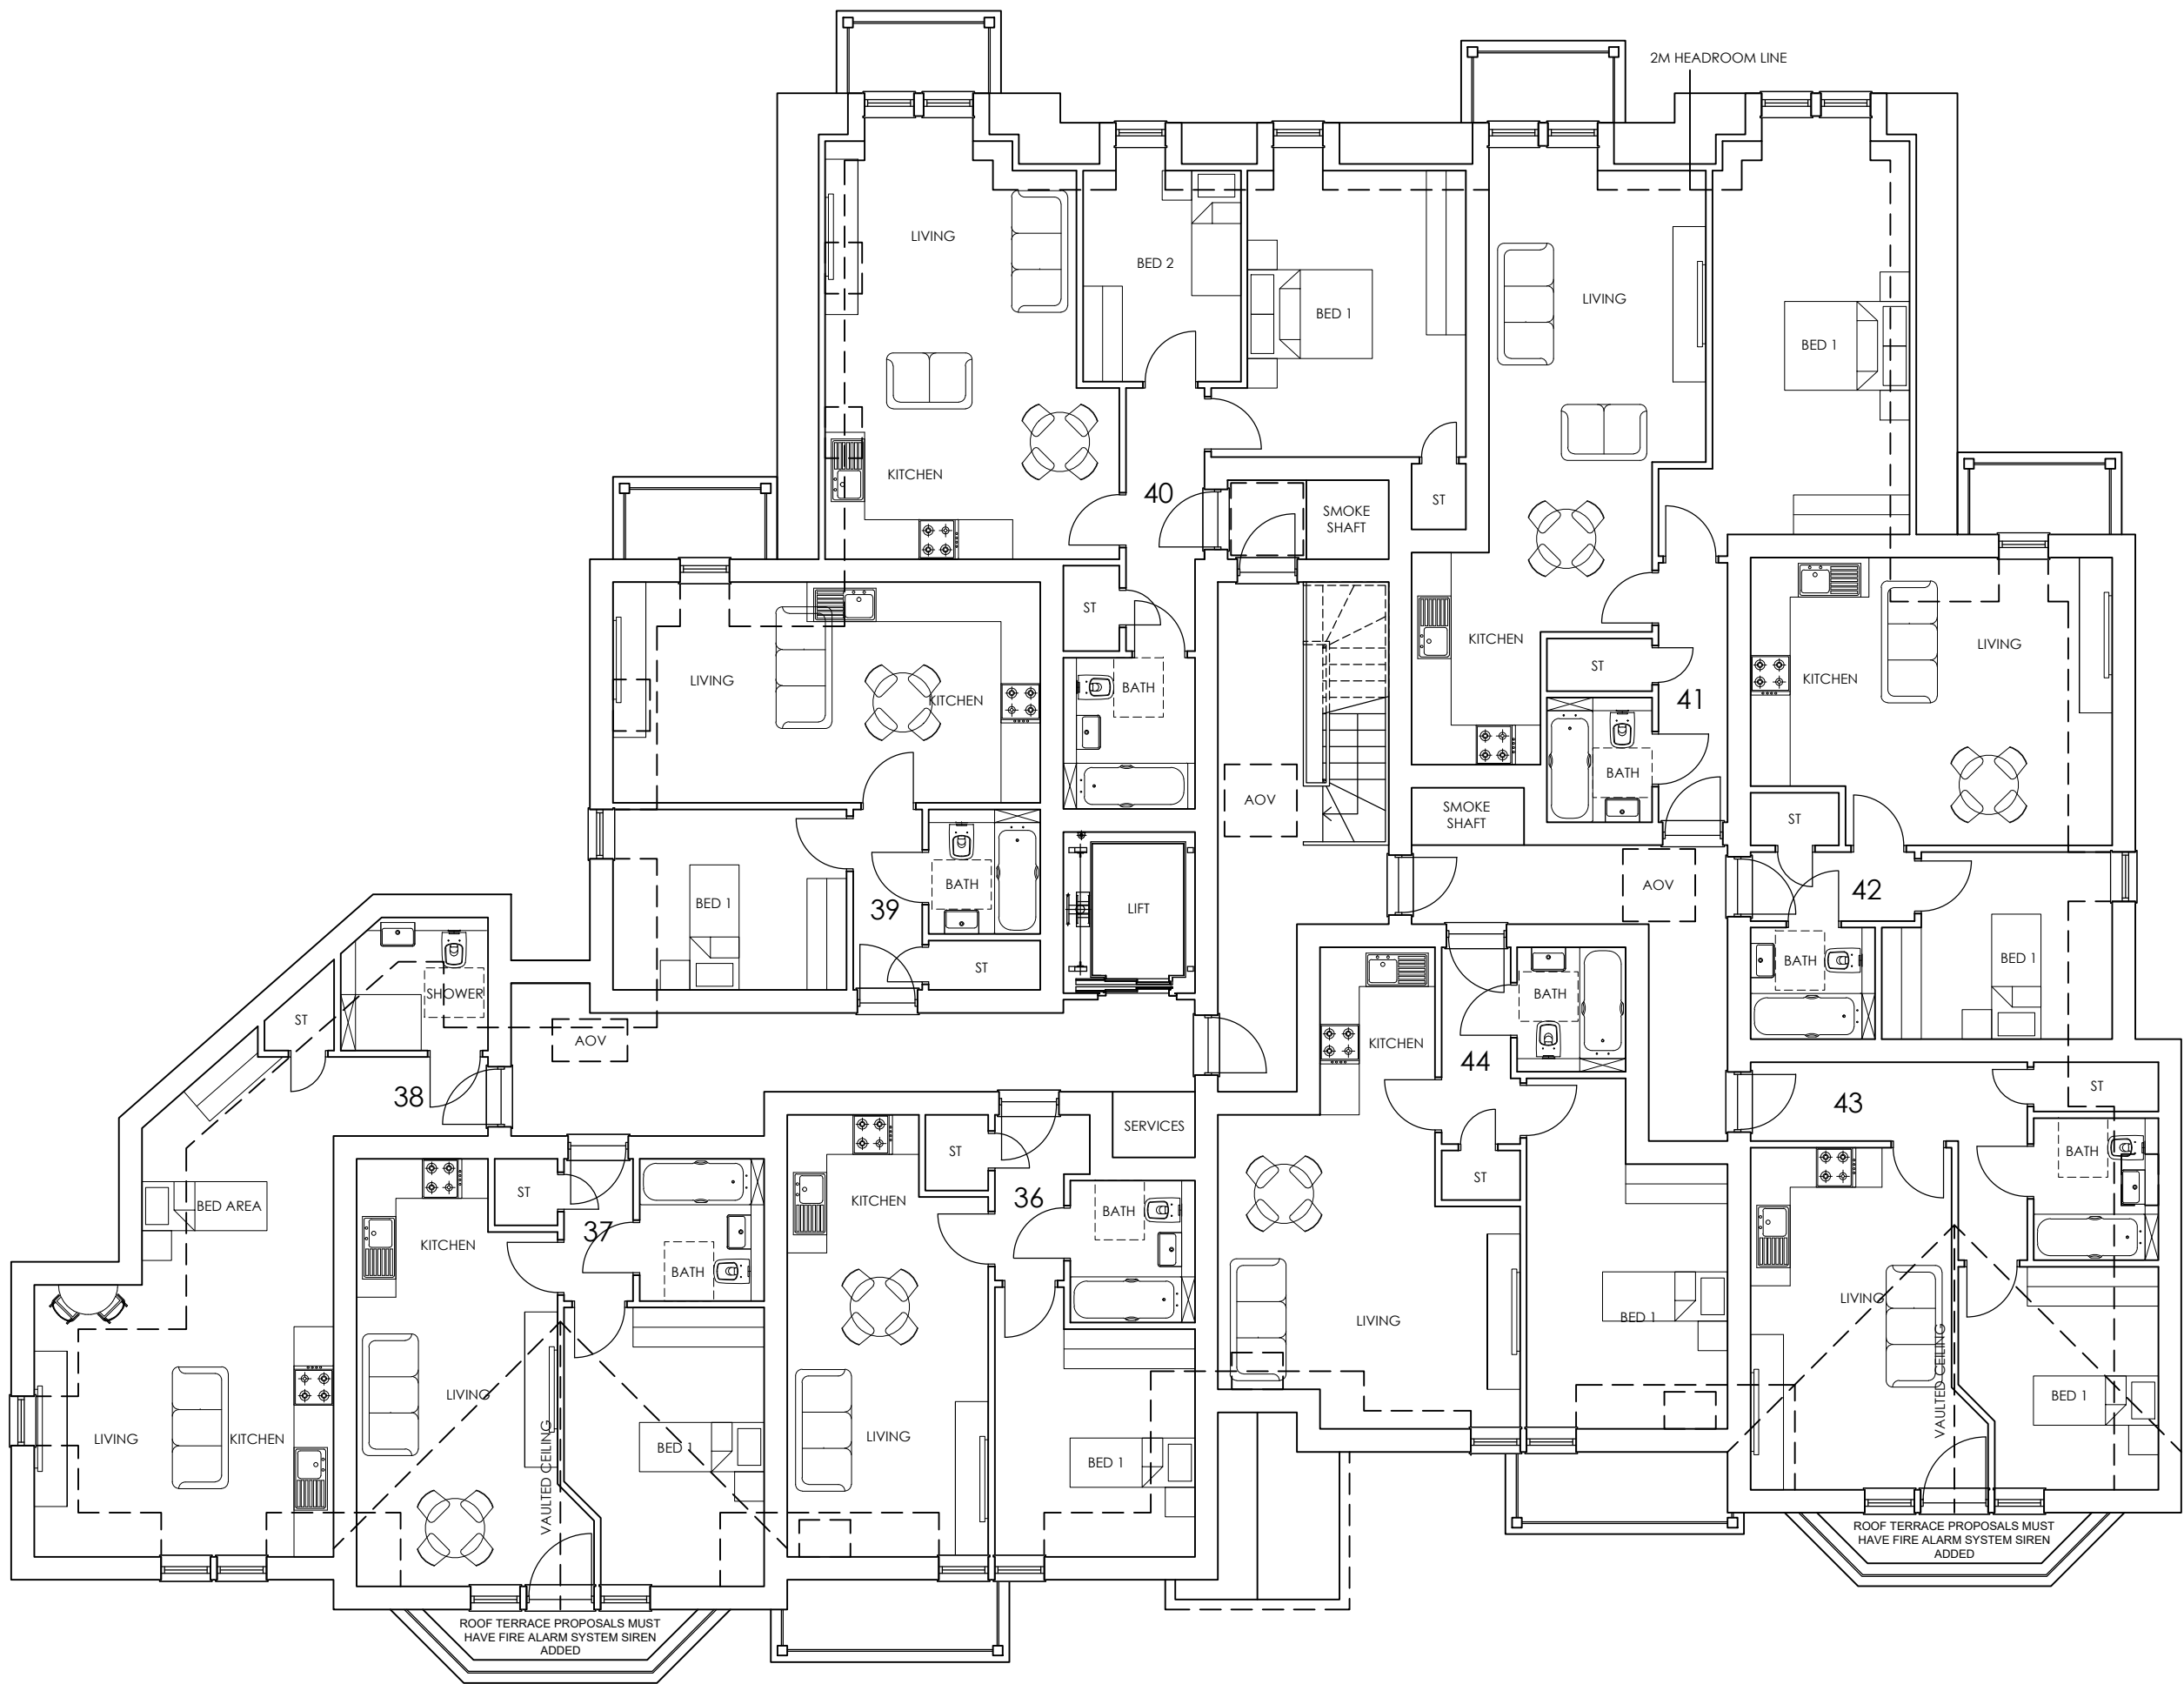 2M HEADROOM LINE
LIVING
BED 2
BED 1
LIVING
BED 1
KITCHEN
40
SMOKE
SHAFT
ST
ST
KITCHEN
ST
LIVING
KITCHEN
BATH
41
BATH
LIVING
KITCHEN
AOV
SMOKE
SHAFT
ST
BED 1
39
BATH
LIFT
AOV
42
ST
BATH
BED 1
SHOWER
ST
AOV
38
KITCHEN
44
BATH
43
ST
SERVICES
BATH
ST
ST
ST
BED AREA
37
KITCHEN
BATH
KITCHEN
36
BATH
LIVING
BED 1
LIVING
VAULTED CEILING
BED 1
LIVING
KITCHEN
LIVING
VAULTED CEILING
BED 1
LIVING
BED 1
ROOF TERRACE PROPOSALS MUST
HAVE FIRE ALARM SYSTEM SIREN
ADDED
ROOF TERRACE PROPOSALS MUST
HAVE FIRE ALARM SYSTEM SIREN
ADDED